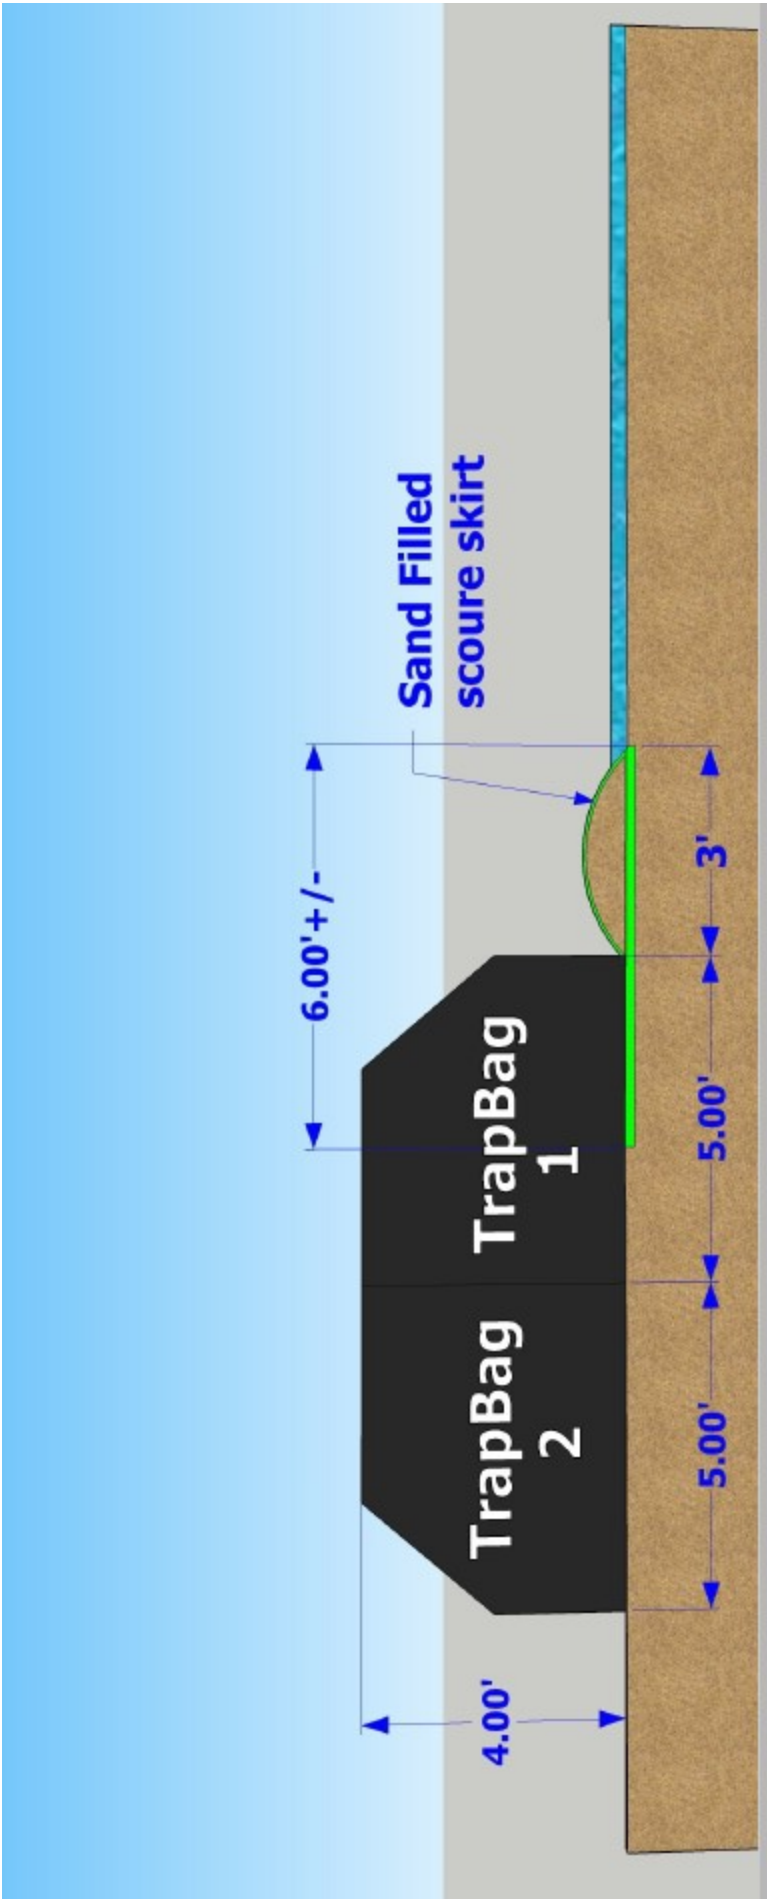 6.00'+/-
Sand Filled
scoure skirt
4.00'
TrapBag
2
TrapBag
1
5.00'
5.00'
3'